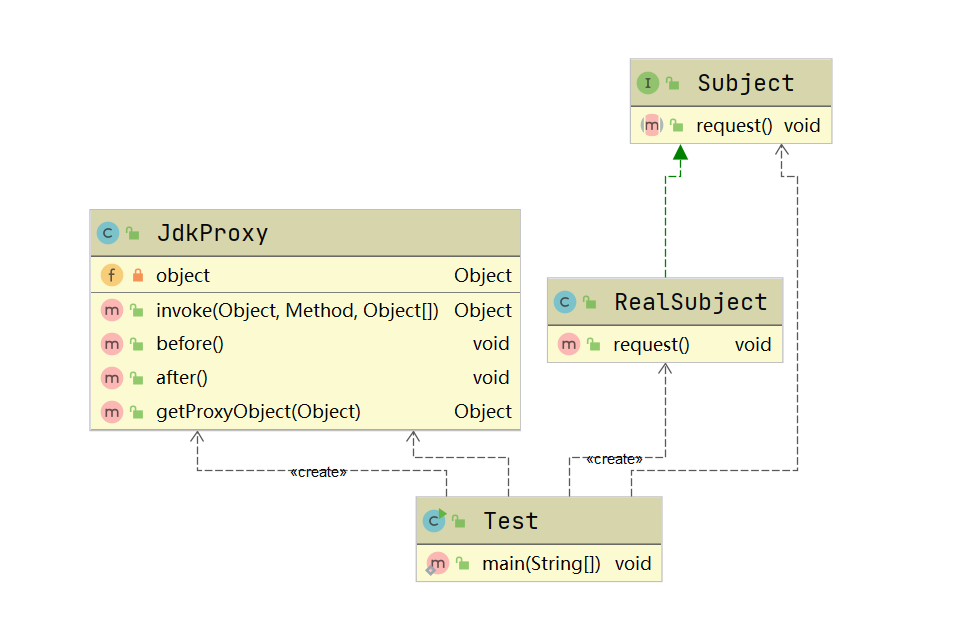 I Subject
m request() void
C JdkProxy
f object Object
m invoke(Object, Method, Object[]) Object
m before() void
m after() void
m getProxyObject(Object) Object
C RealSubject
m request() void
«create»
«create»
C Test
m main(String[]) void